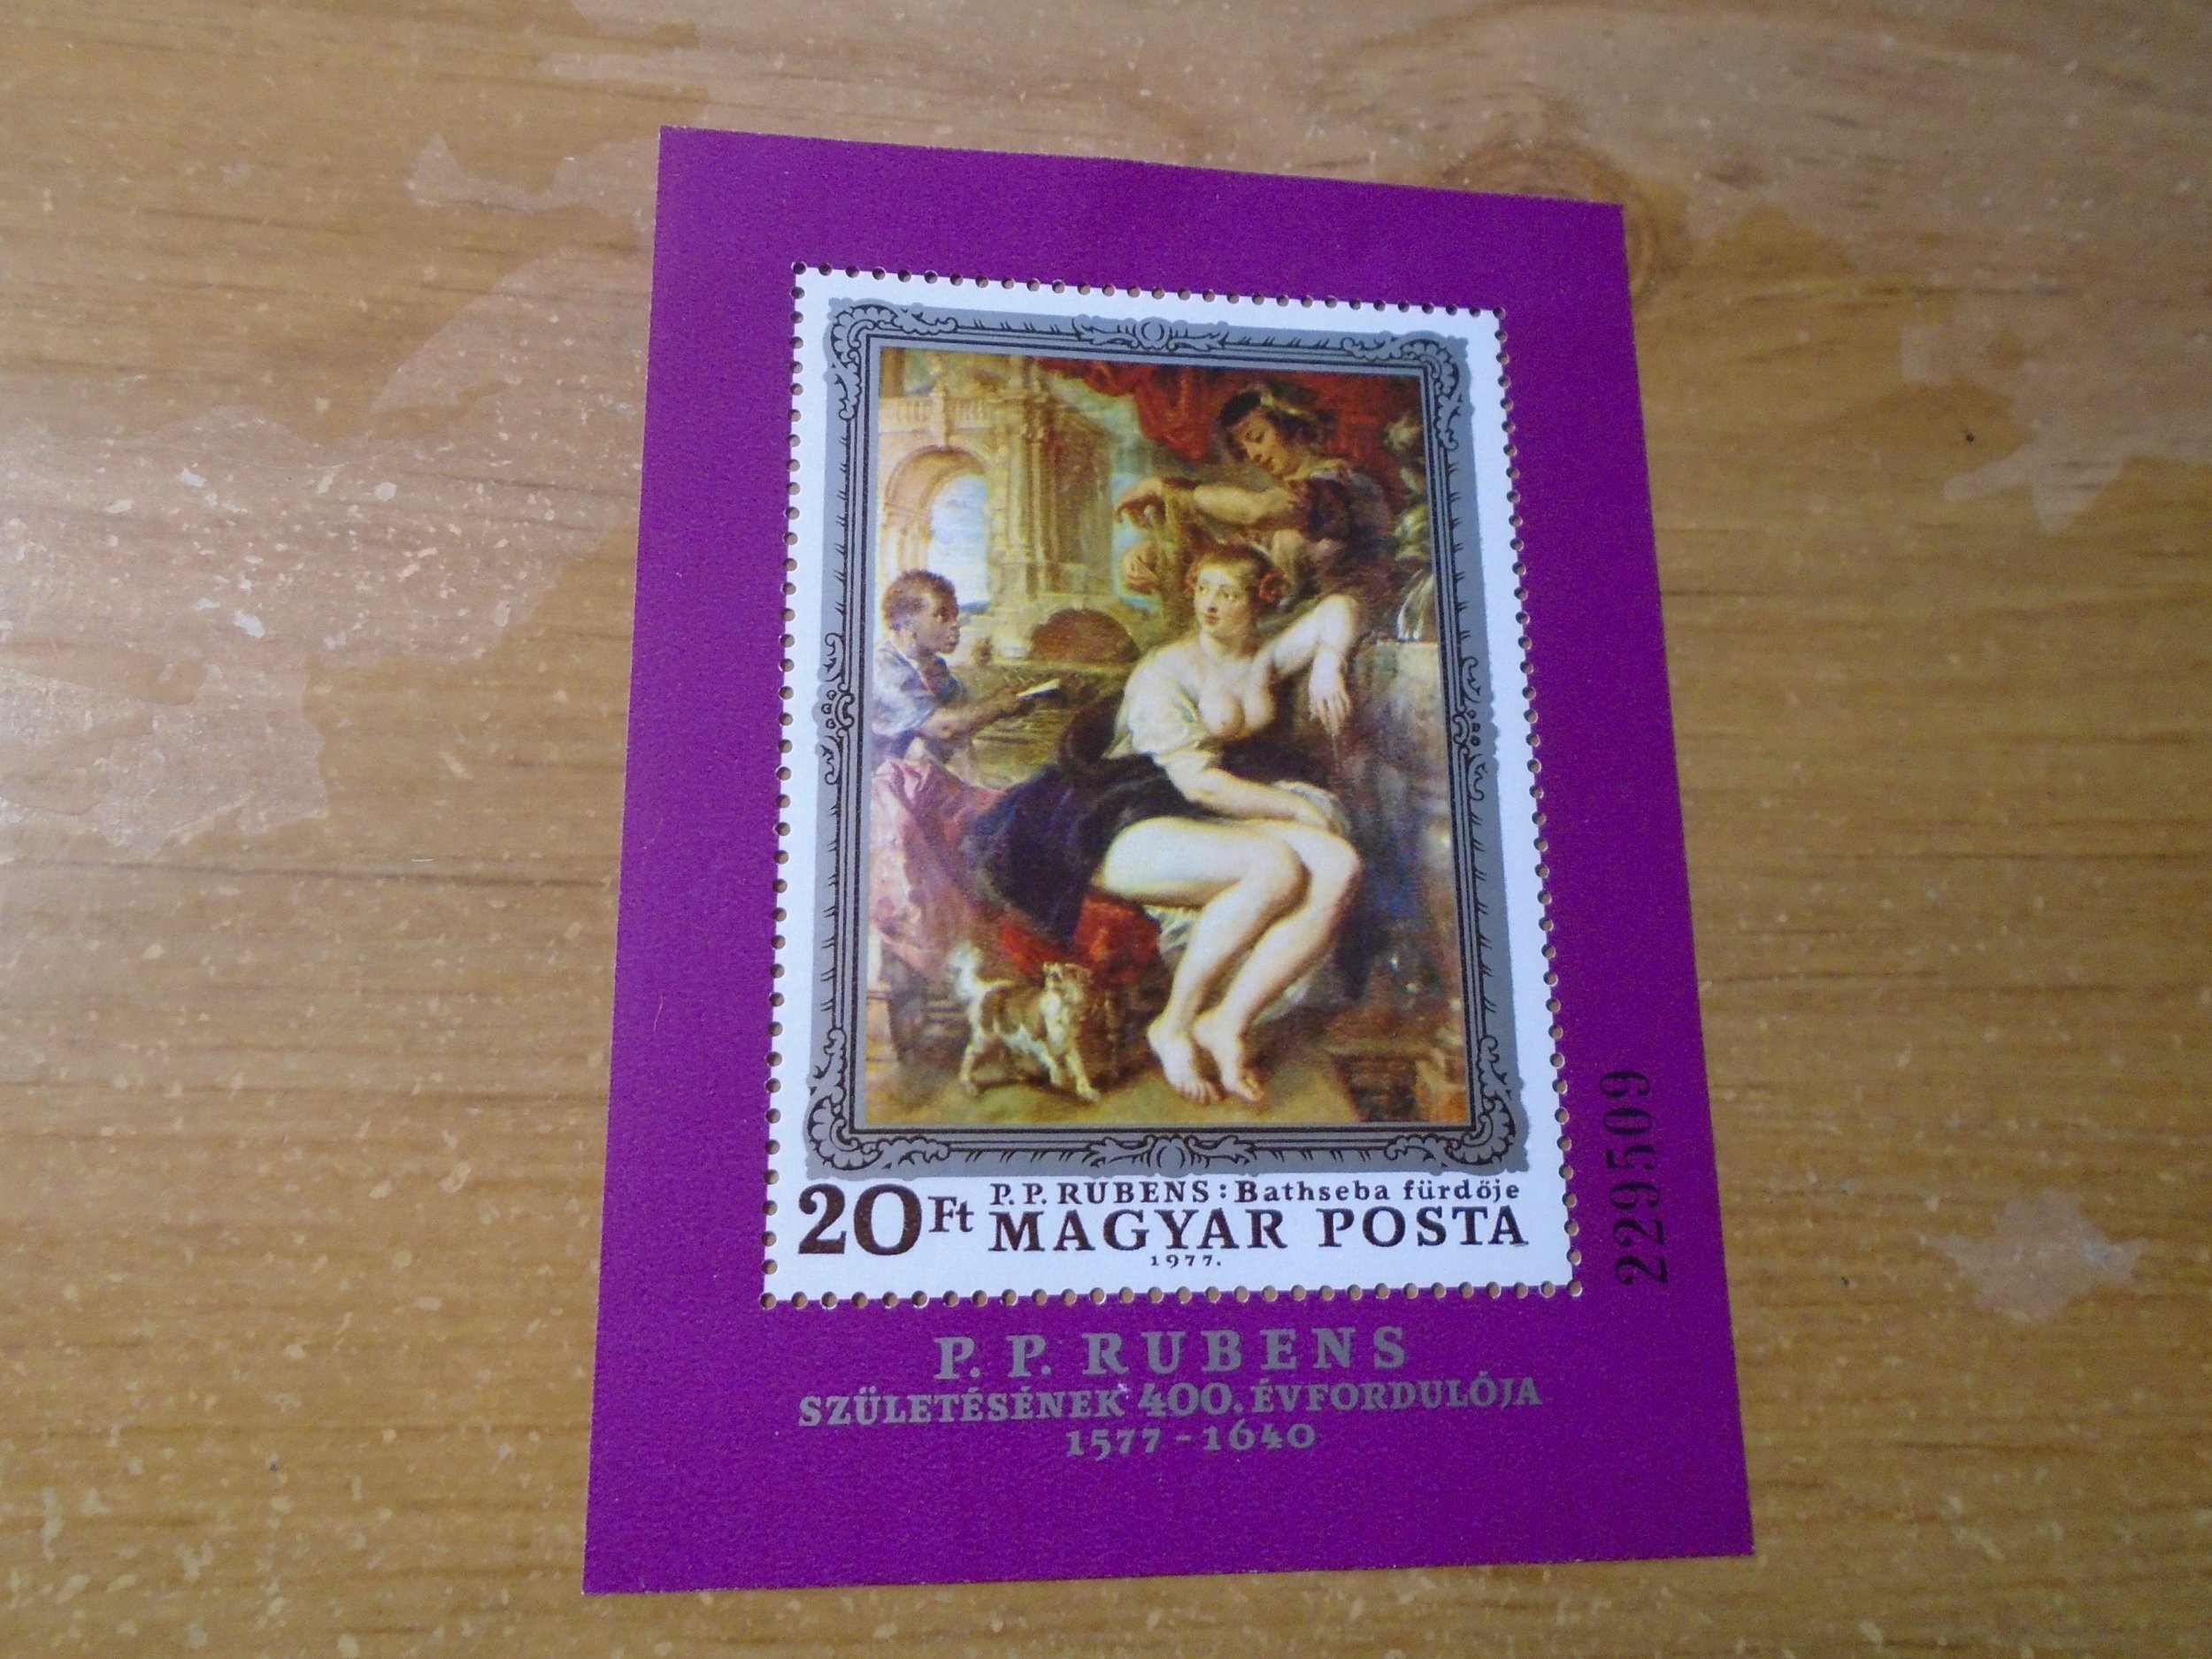 20Ft P.P. RUBENS: Bathseba fürdője
MAGYAR POSTA
1977.
229509
P. P. RUBENS
SZÜLETÉSÉNEK 400. ÉVFORDULÓJA
1577-1640